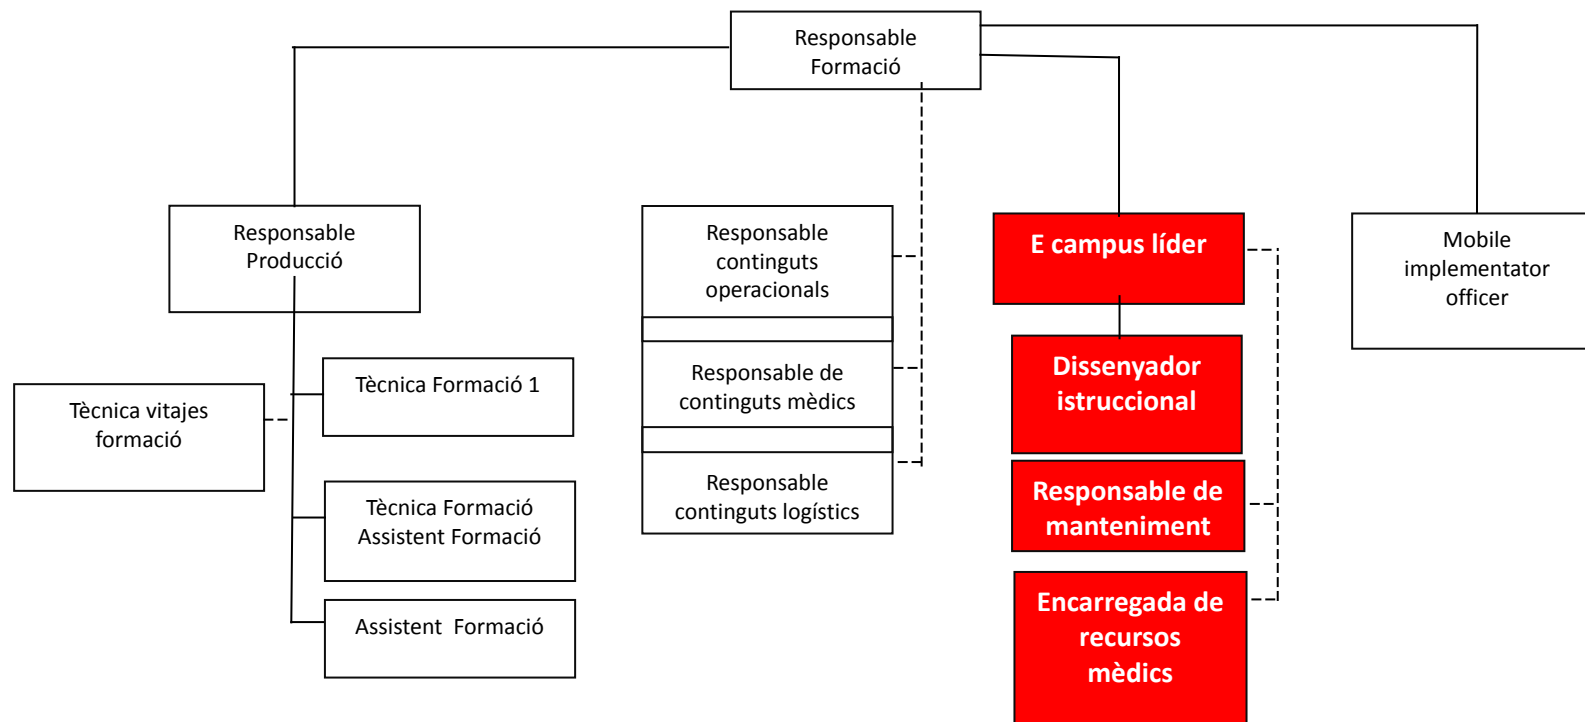 Responsable
Formació
Responsable
Producció
Tècnica vitajes
formació
Tècnica Formació 1
Tècnica Formació
Assistent Formació
Assistent  Formació
Responsable
continguts
operacionals
Responsable de
continguts mèdics
Responsable
continguts logístics
E campus líder
Dissenyador
istruccional
Responsable de
manteniment
Encarregada de
recursos
mèdics
Mobile
implementator
officer